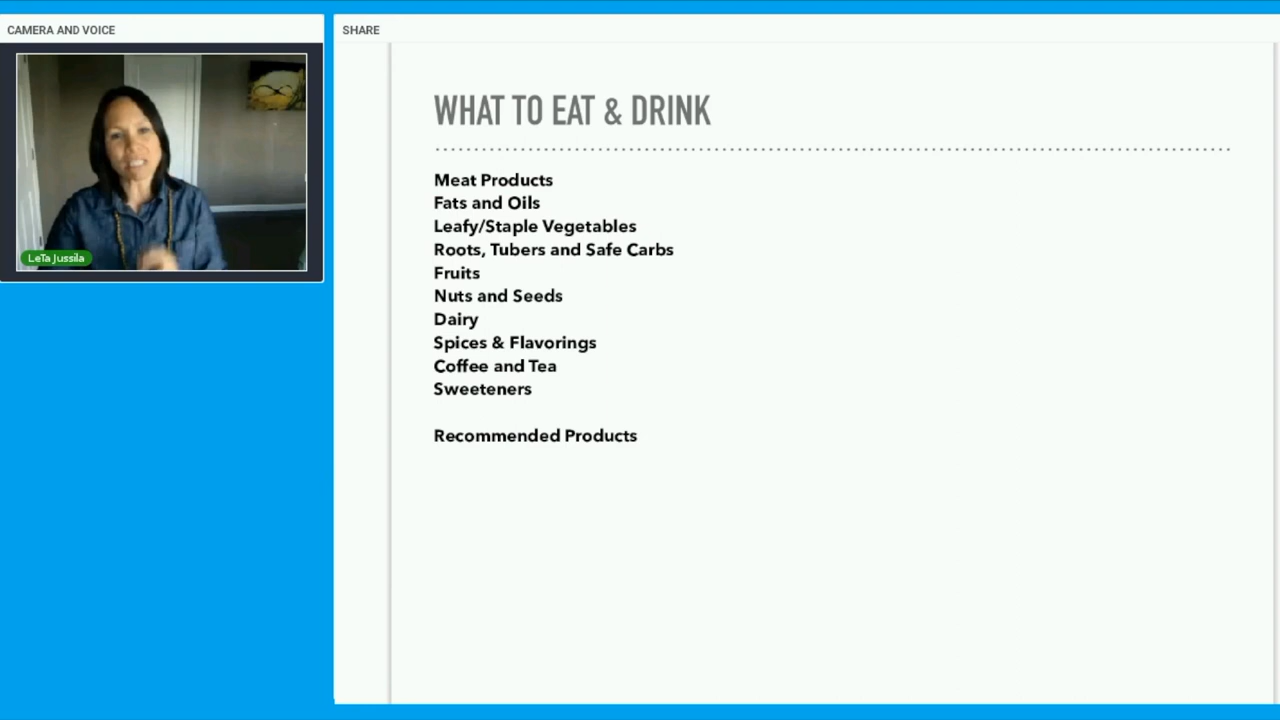 CAMERA AND VOICE
LeTa Jussila
SHARE
WHAT TO EAT & DRINK
Meat Products
Fats and Oils
Leafy/Staple Vegetables
Roots, Tubers and Safe Carbs
Fruits
Nuts and Seeds
Dairy
Spices & Flavorings
Coffee and Tea
Sweeteners
Recommended Products